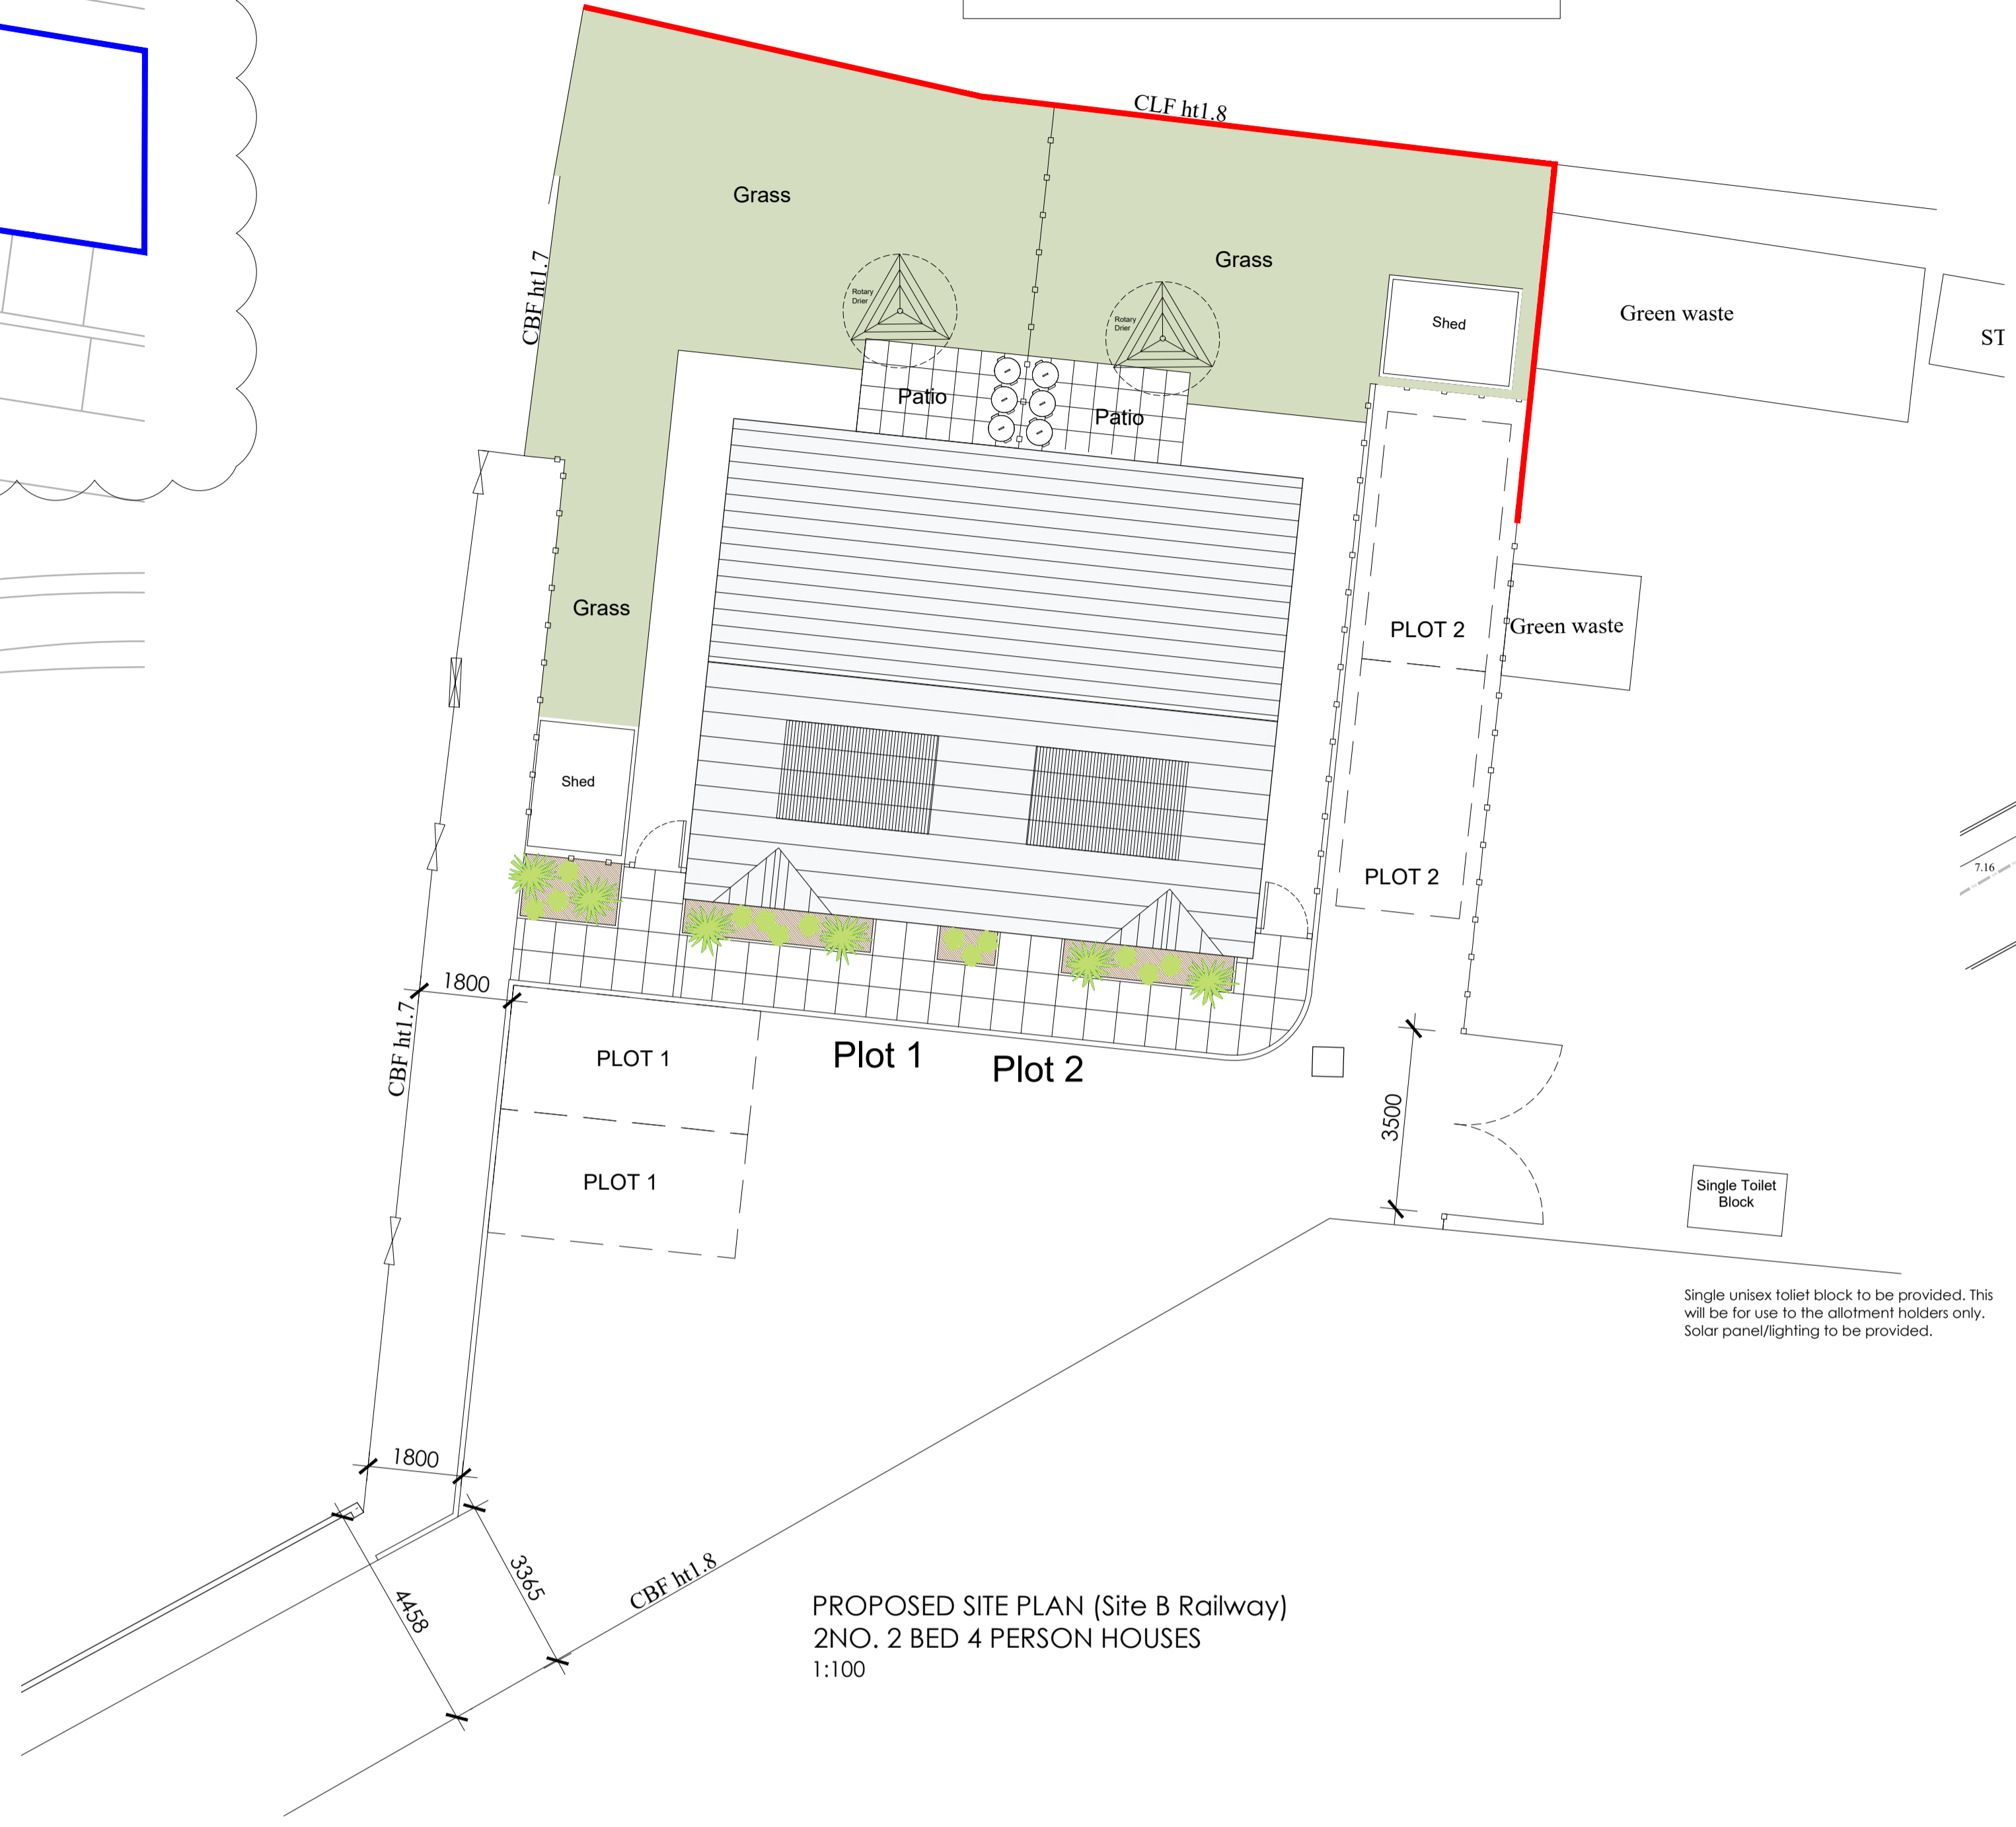 CLF ht1.8
Grass
Grass
CBF ht1.7
Rotary
Drier
Rotary
Drier
Shed
Green waste
ST
Patio
Patio
Grass
PLOT 2
Green waste
Shed
PLOT 2
7.16
1800
CBF ht1.7
PLOT 1
Plot 1
Plot 2
3500
PLOT 1
Single Toilet
Block
Single unisex toliet block to be provided. This
will be for use to the allotment holders only.
Solar panel/lighting to be provided.
1800
3365
4458
CBF ht1.8
PROPOSED SITE PLAN (Site B Railway)
2NO. 2 BED 4 PERSON HOUSES
1:100